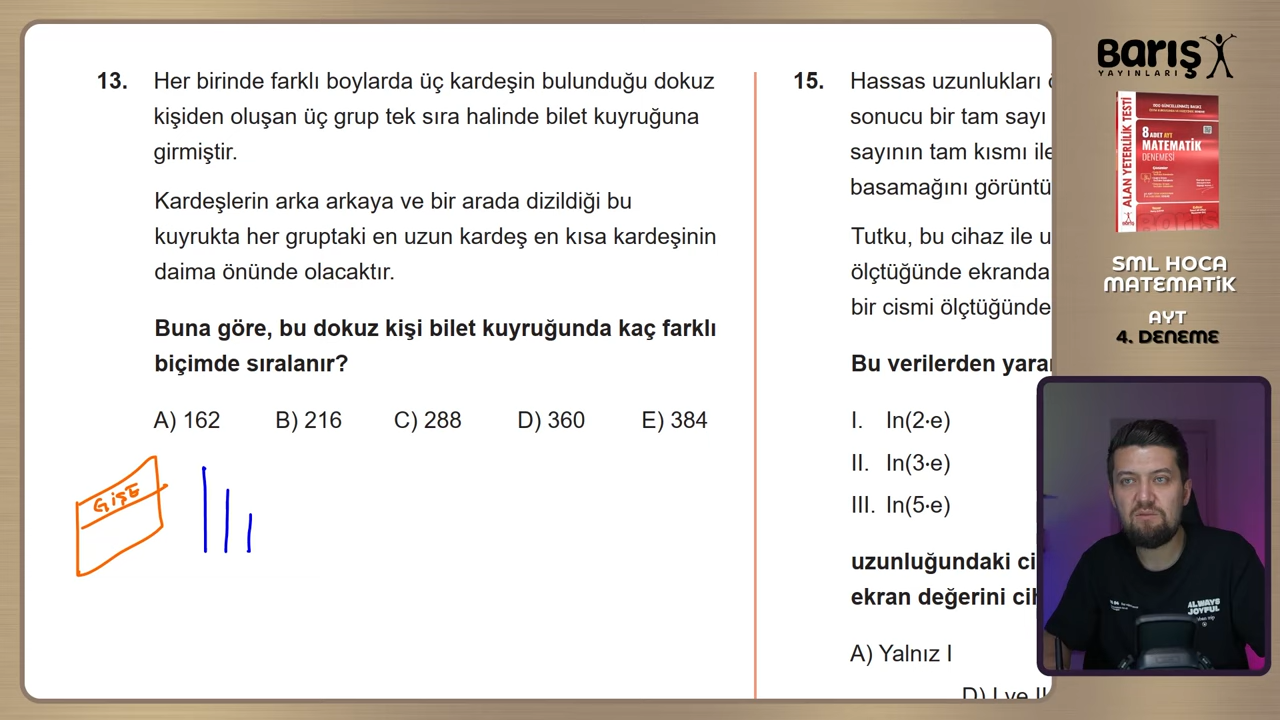 13. Her birinde farklı boylarda üç kardeşin bulunduğu dokuz
kişiden oluşan üç grup tek sıra halinde bilet kuyruğuna
girmiştir.
Kardeşlerin arka arkaya ve bir arada dizildiği bu
kuyrukta her gruptaki en uzun kardeş en kısa kardeşinin
daima önünde olacaktır.
Buna göre, bu dokuz kişi bilet kuyruğunda kaç farklı
biçimde sıralanır?
A) 162 B) 216 C) 288 D) 360 E) 384
GİŞE
15. Hassas uzunlukları
sonucu bir tam sayı
sayının tam kısmı ile
basamağını görüntü
Tutku, bu cihaz ile u
ölçtüğünde ekranda
bir cismi ölçtüğünde
Bu verilerden yarar
I. ln(2·e)
II. ln(3·e)
III. ln(5·e)
uzunluğundaki ci
ekran değerini cih
A) Yalnız I
D) I ve II
BARIŞ
YAYINLARI
ALAN YETERLİLİK TESTİ
8 ADET AYT
MATEMATİK
DENEMESİ
SML HOCA
MATEMATİK
AYT
4. DENEME
ALWAYS
JOYFUL